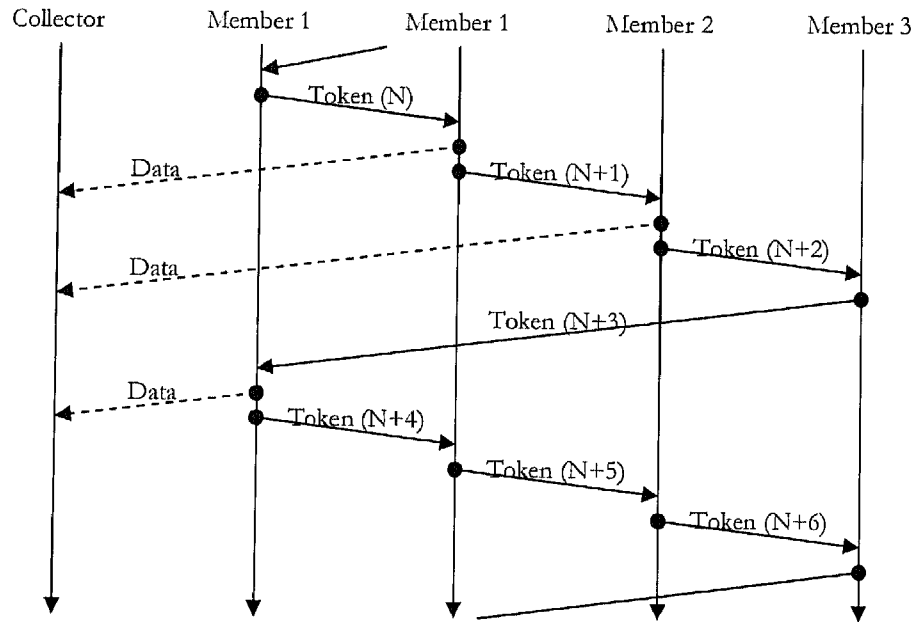 Collector
Member 1
Member 1
Member 2
Member 3
Token (N)
Data
Token (N+1)
Data
Token (N+2)
Token (N+3)
Data
Token (N+4)
Token (N+5)
Token (N+6)